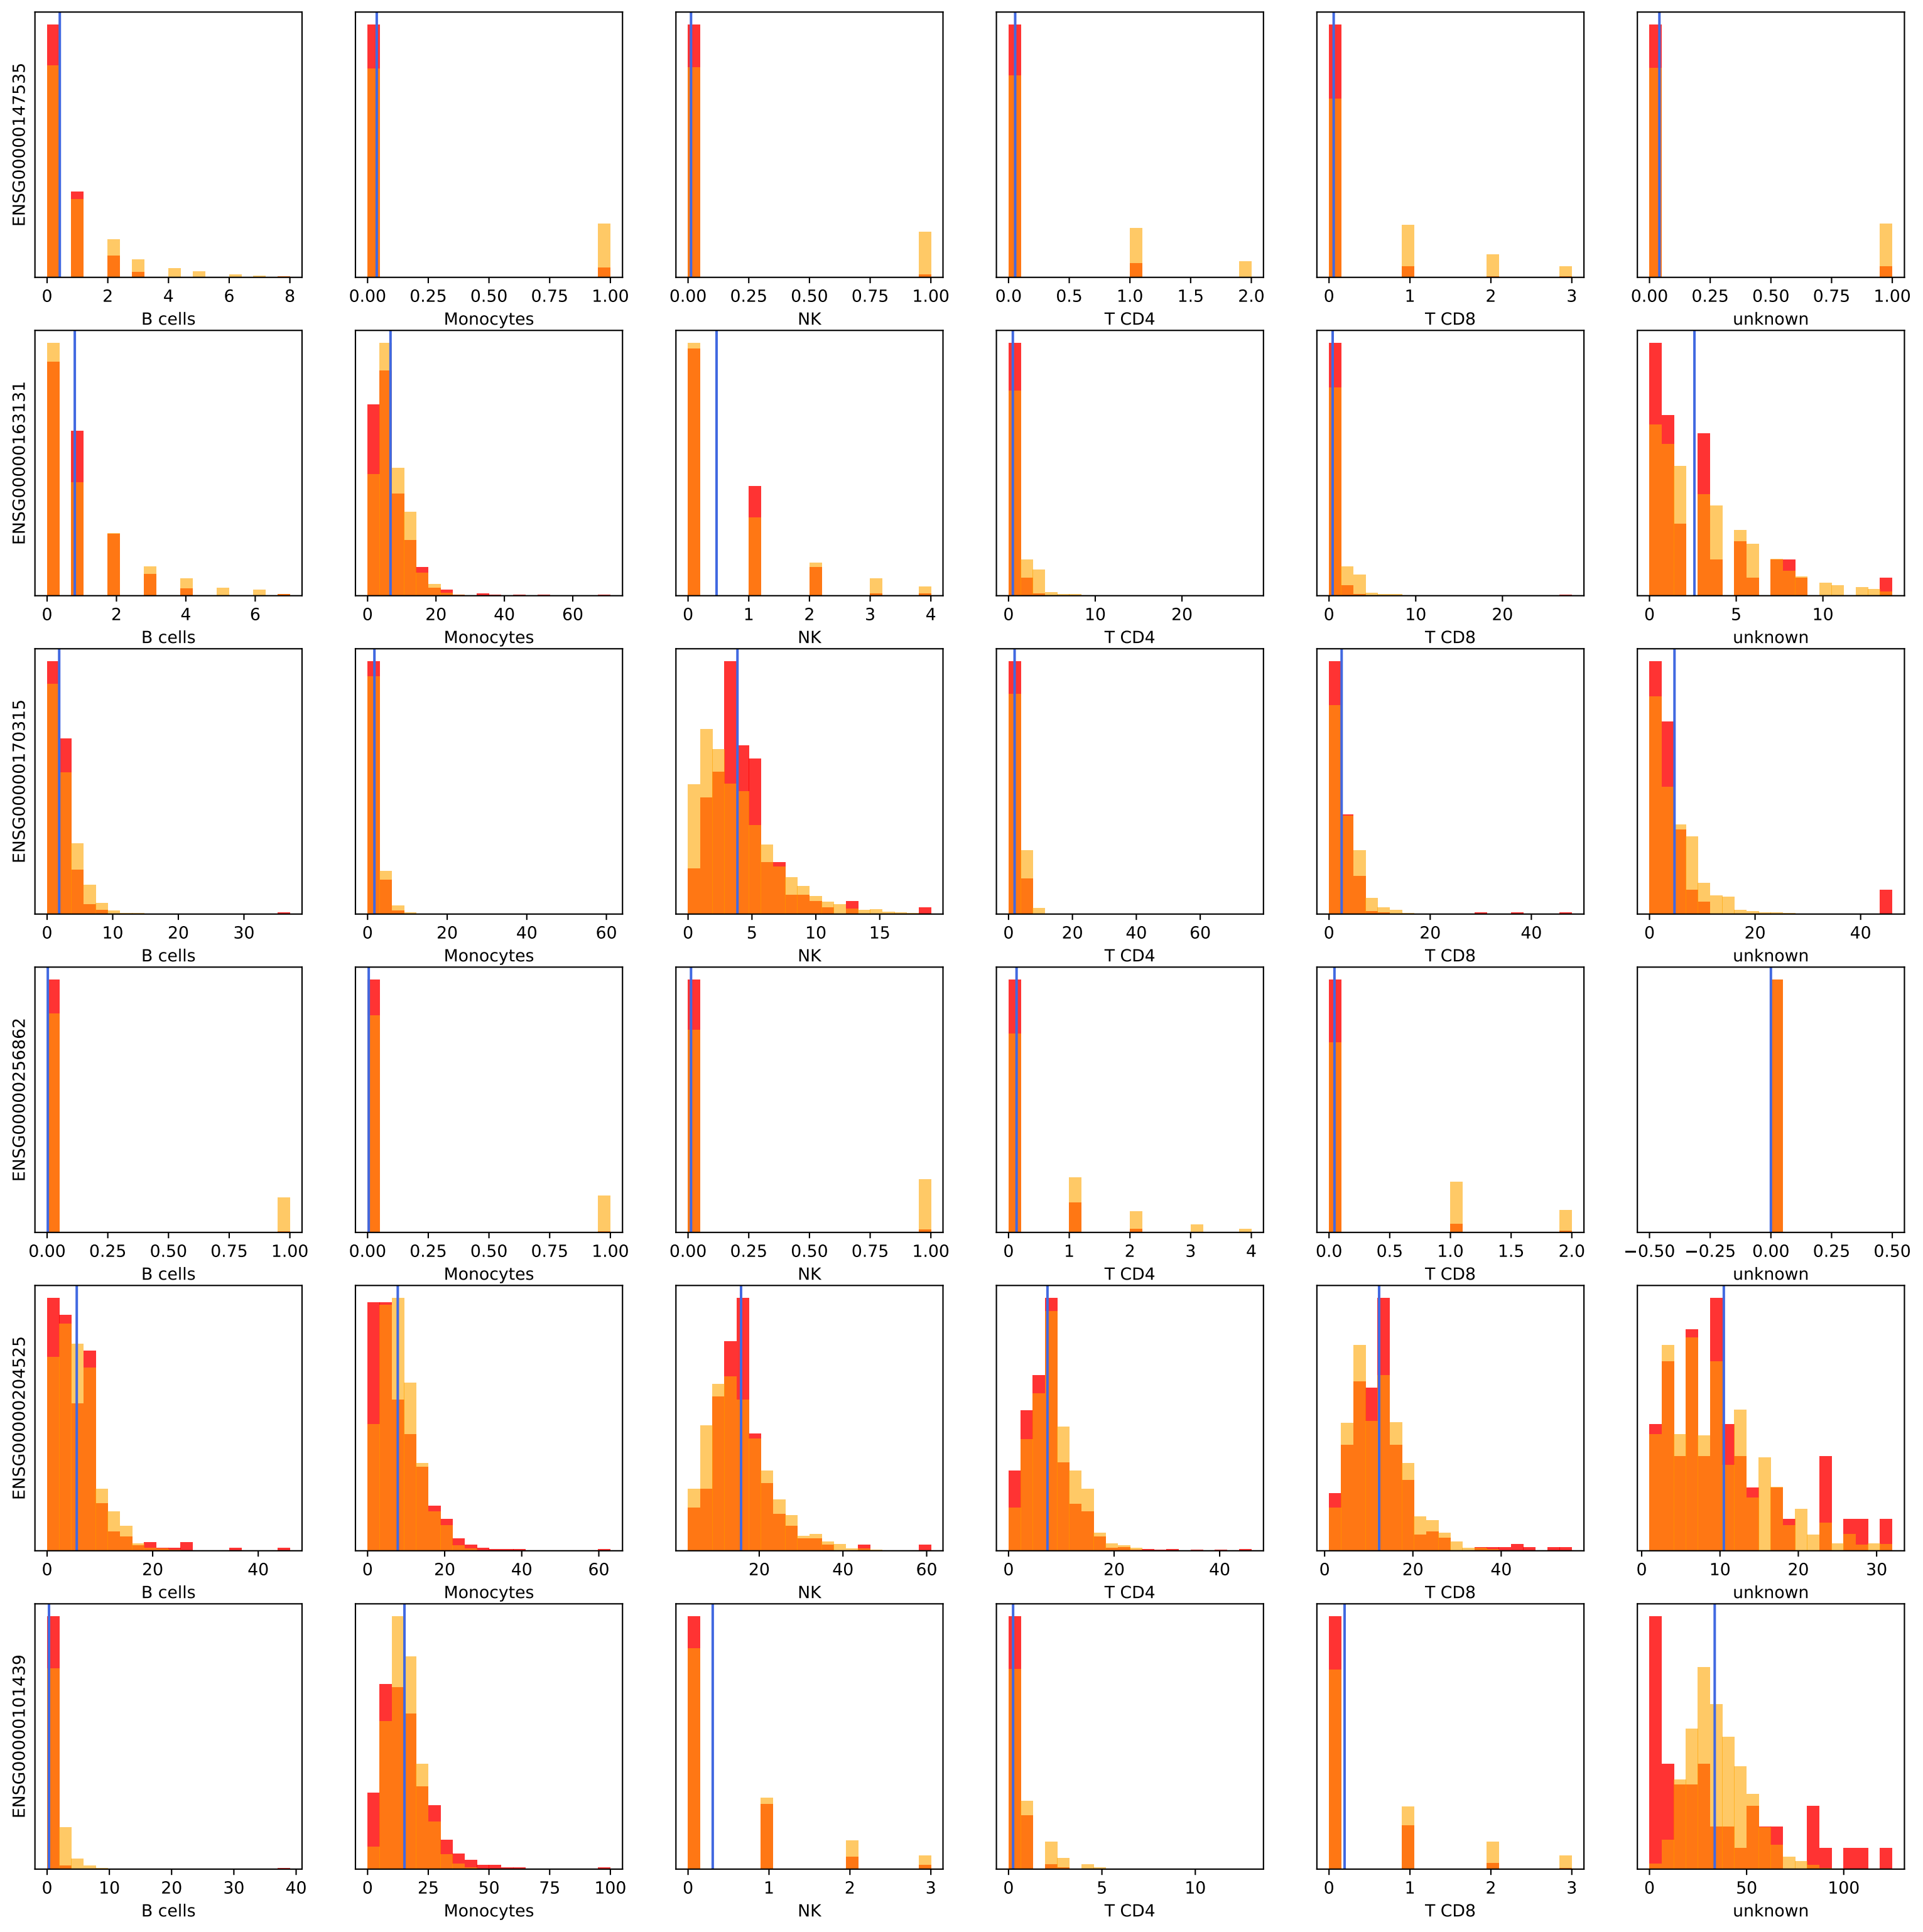 ENSG00000147535
0 2 4 6 8
B cells
0.00 0.25 0.50 0.75 1.00
Monocytes
0.00 0.25 0.50 0.75 1.00
NK
0.0 0.5 1.0 1.5 2.0
T CD4
0 1 2 3
T CD8
0.00 0.25 0.50 0.75 1.00
unknown
ENSG00000163131
0 2 4 6
B cells
0 20 40 60
Monocytes
0 1 2 3 4
NK
0 10 20
T CD4
0 10 20
T CD8
0 5 10
unknown
ENSG00000170315
0 10 20 30
B cells
0 20 40 60
Monocytes
0 5 10 15
NK
0 20 40 60
T CD4
0 20 40
T CD8
0 20 40
unknown
ENSG00000256862
0.00 0.25 0.50 0.75 1.00
B cells
0.00 0.25 0.50 0.75 1.00
Monocytes
0.00 0.25 0.50 0.75 1.00
NK
0 1 2 3 4
T CD4
0.0 0.5 1.0 1.5 2.0
T CD8
−0.50 −0.25 0.00 0.25 0.50
unknown
ENSG00000204525
0 20 40
B cells
0 20 40 60
Monocytes
20 40 60
NK
0 20 40
T CD4
0 20 40
T CD8
0 10 20 30
unknown
ENSG00000101439
0 10 20 30 40
B cells
0 25 50 75 100
Monocytes
0 1 2 3
NK
0 5 10
T CD4
0 1 2 3
T CD8
0 50 100
unknown